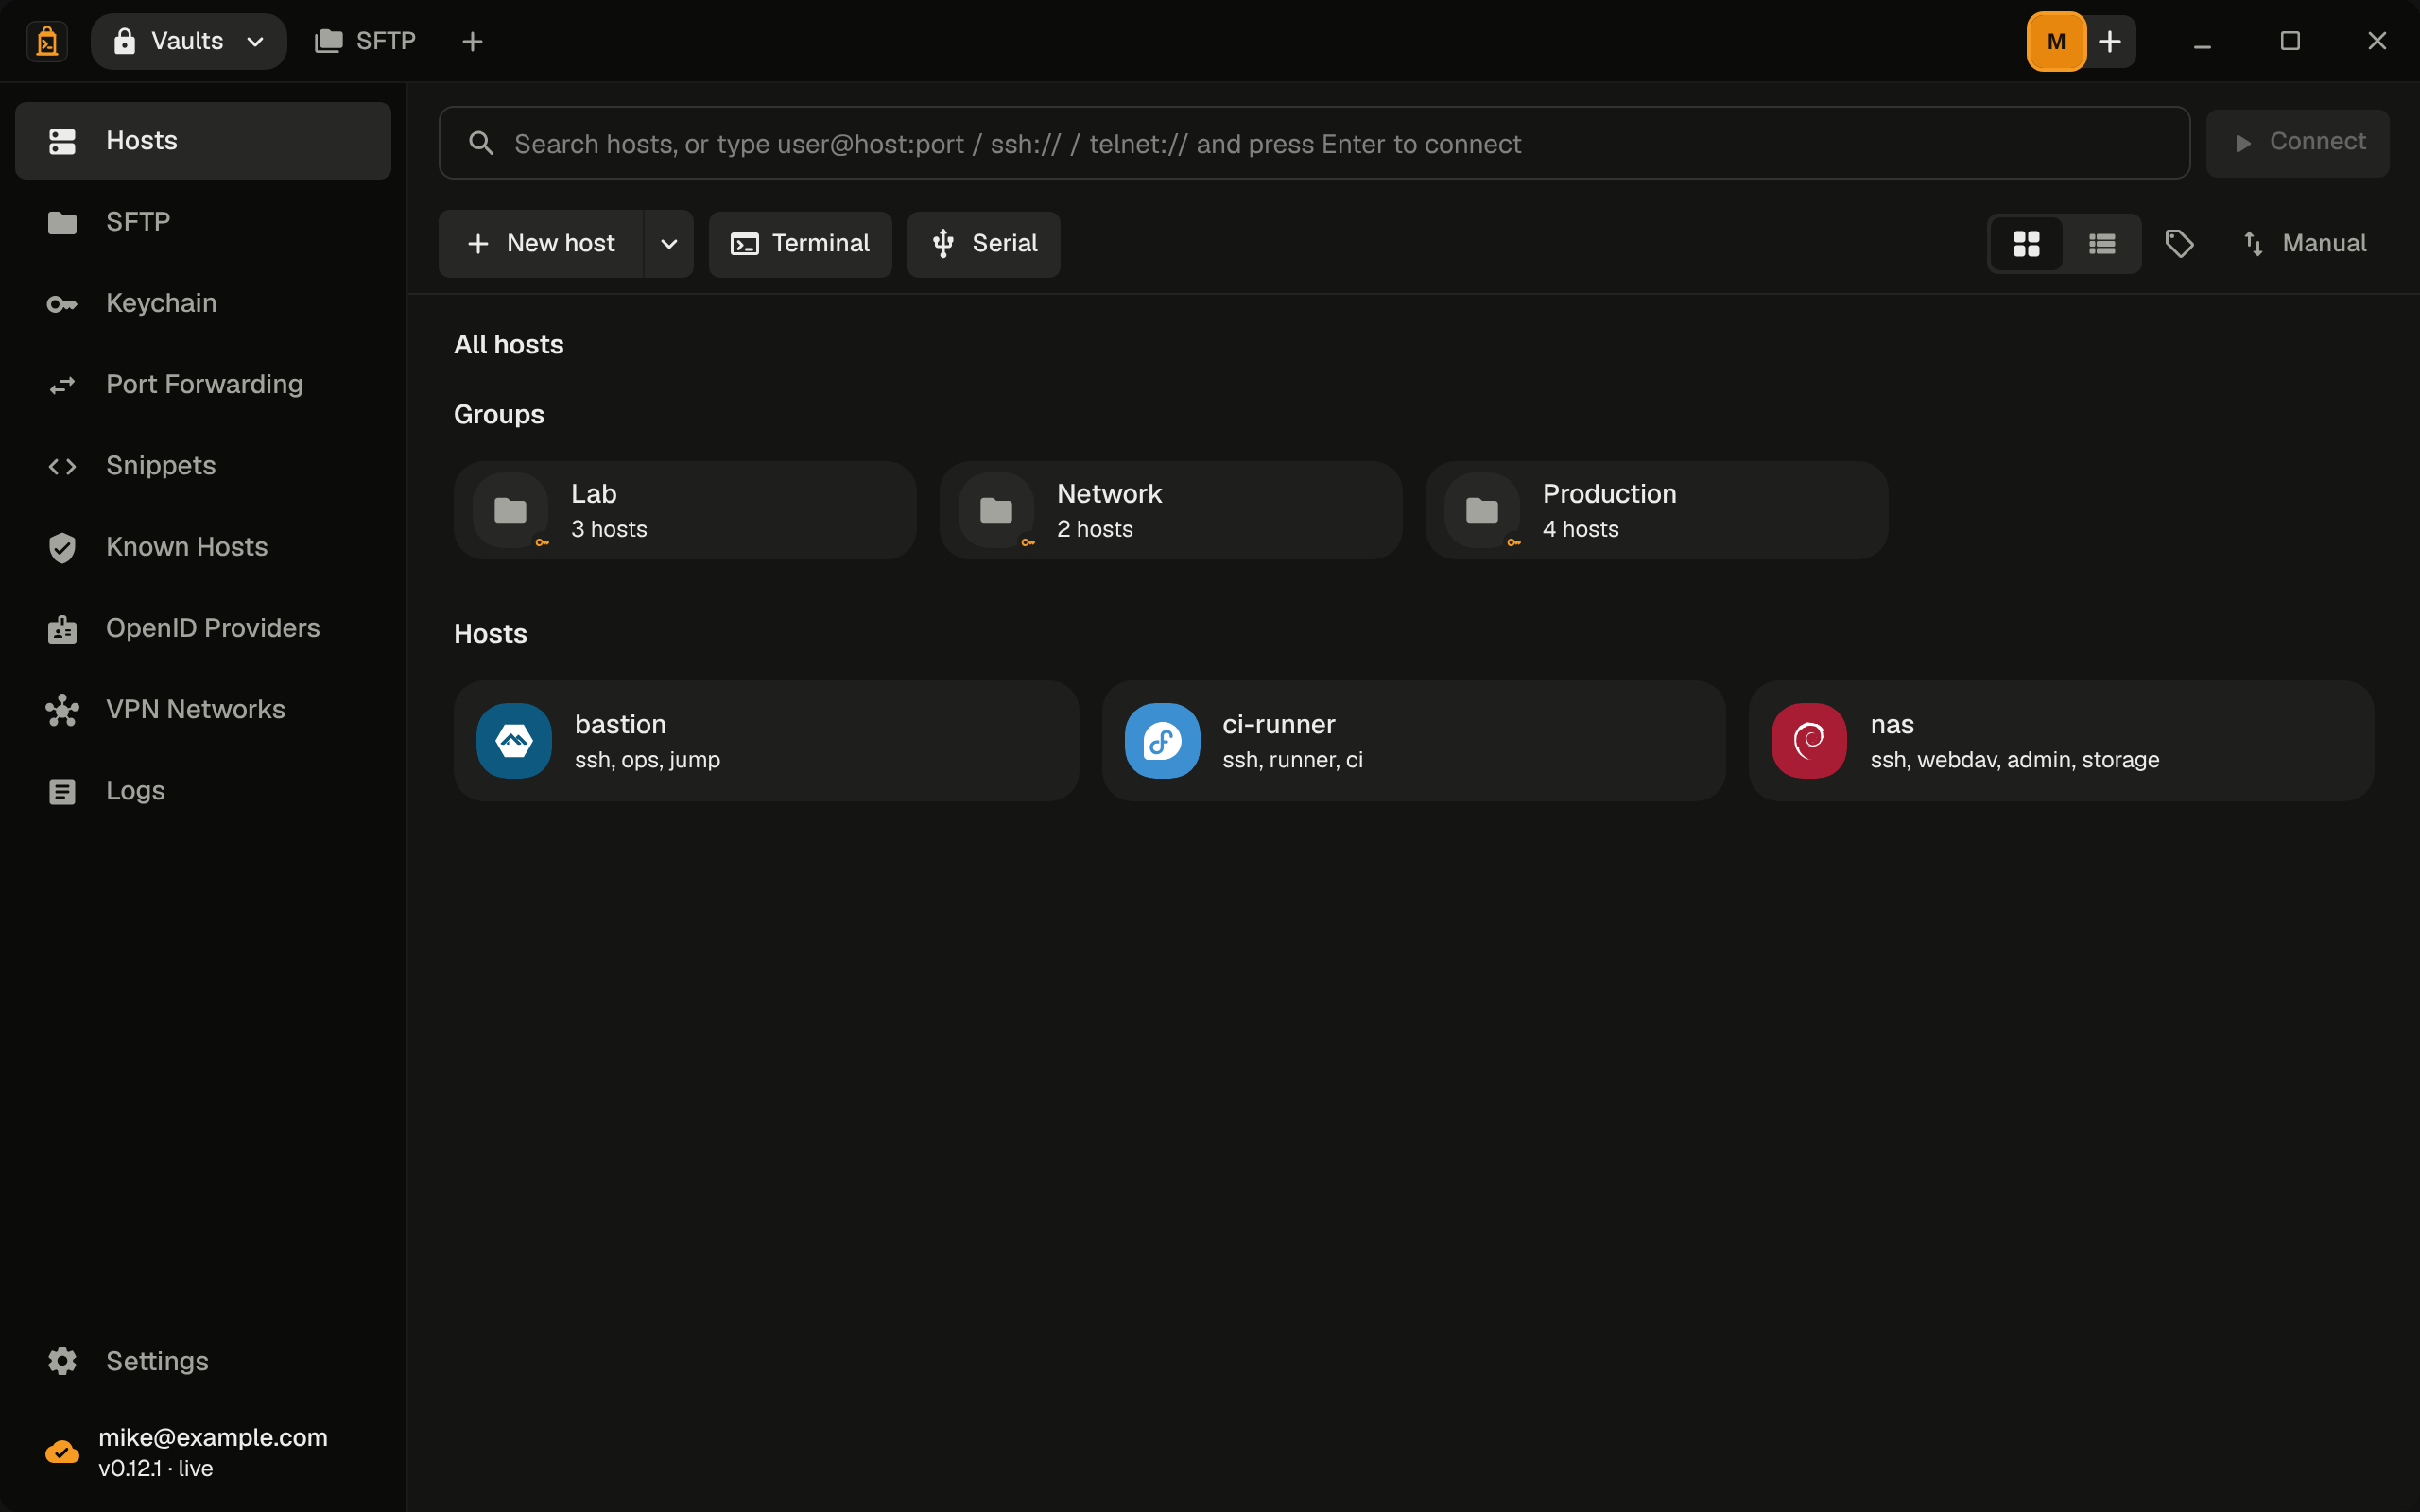 Vaults
SFTP
M
Hosts
SFTP
Keychain
Port Forwarding
Snippets
Known Hosts
OpenID Providers
VPN Networks
Logs
Settings
mike@example.com
v0.12.1 · live
Search hosts, or type user@host:port / ssh:// / telnet:// and press Enter to connect
Connect
New host
Terminal
Serial
Manual
All hosts
Groups
Lab
3 hosts
Network
2 hosts
Production
4 hosts
Hosts
bastion
ssh, ops, jump
ci-runner
ssh, runner, ci
nas
ssh, webdav, admin, storage